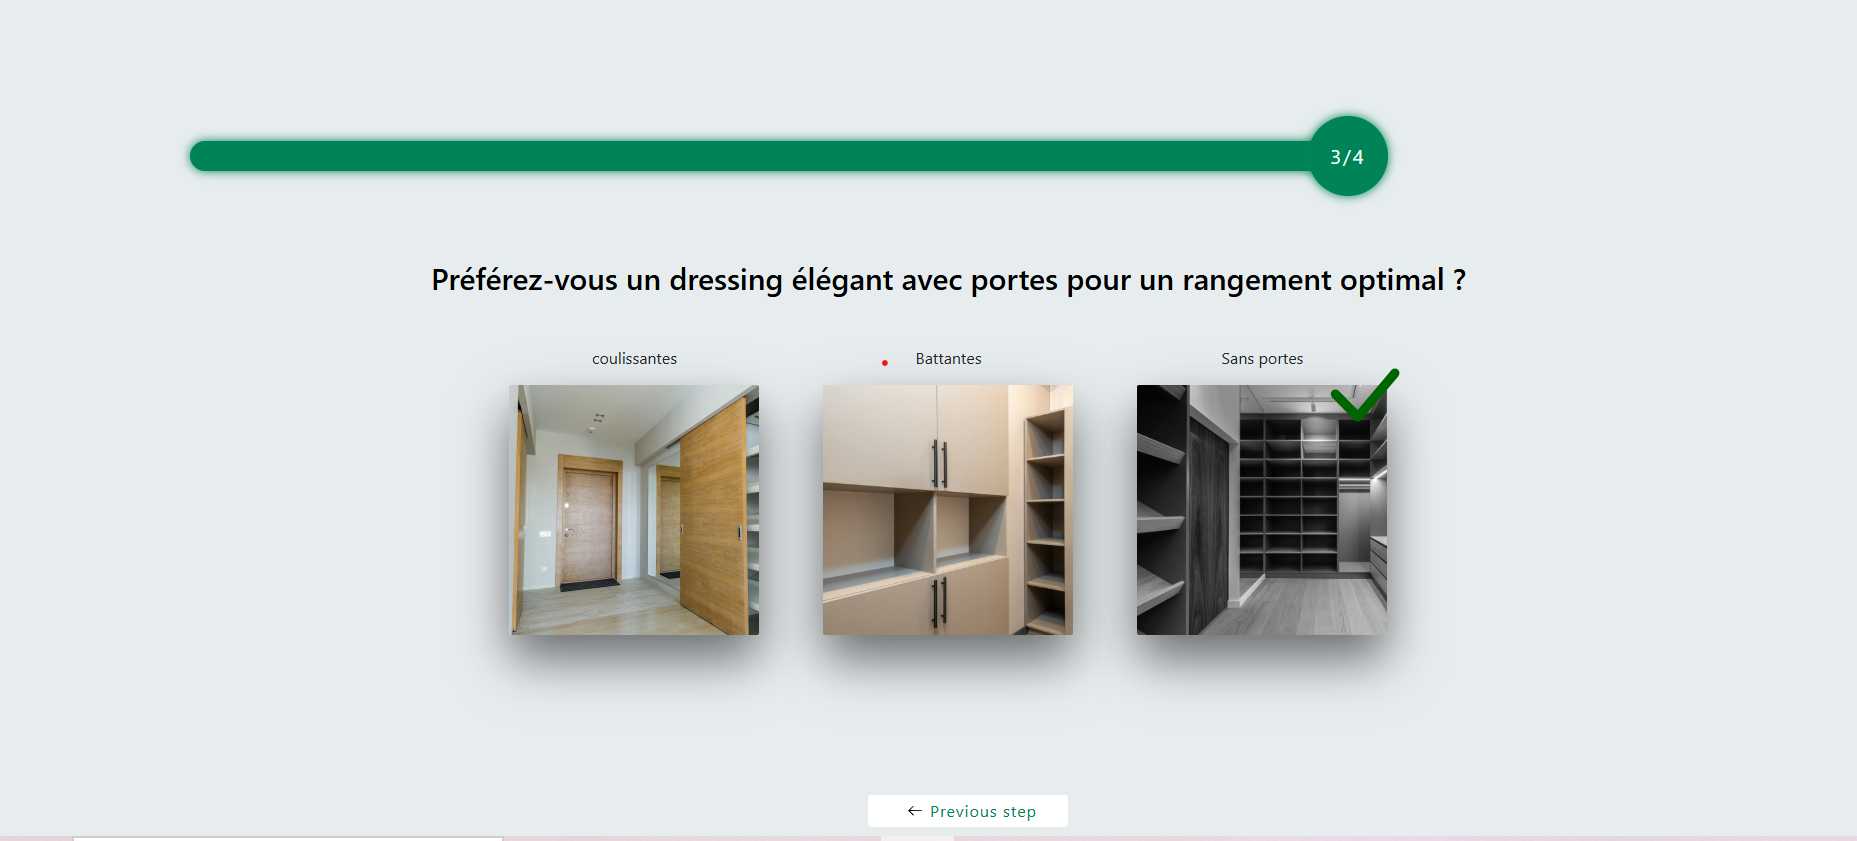 3/4
Préférez-vous un dressing élégant avec portes pour un rangement optimal ?
coulissantes
Battantes
Sans portes
← Previous step